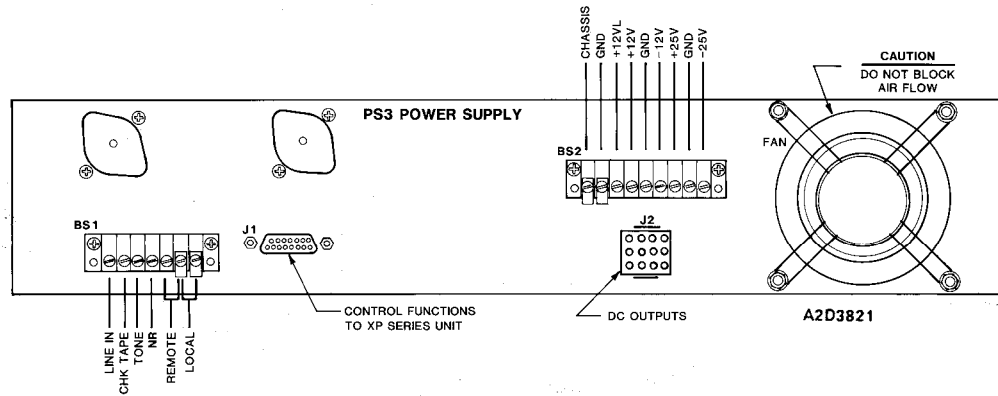 CHASSIS
GND
+12VL
+12V
GND
-12V
+25V
GND
-25V
CAUTION
DO NOT BLOCK
AIR FLOW
PS3 POWER SUPPLY
FAN
BS2
BS1
J1
J2
CONTROL FUNCTIONS
TO XP SERIES UNIT
DC OUTPUTS
A2D3821
LINE IN
CHK TAPE
TONE
NR
REMOTE
LOCAL